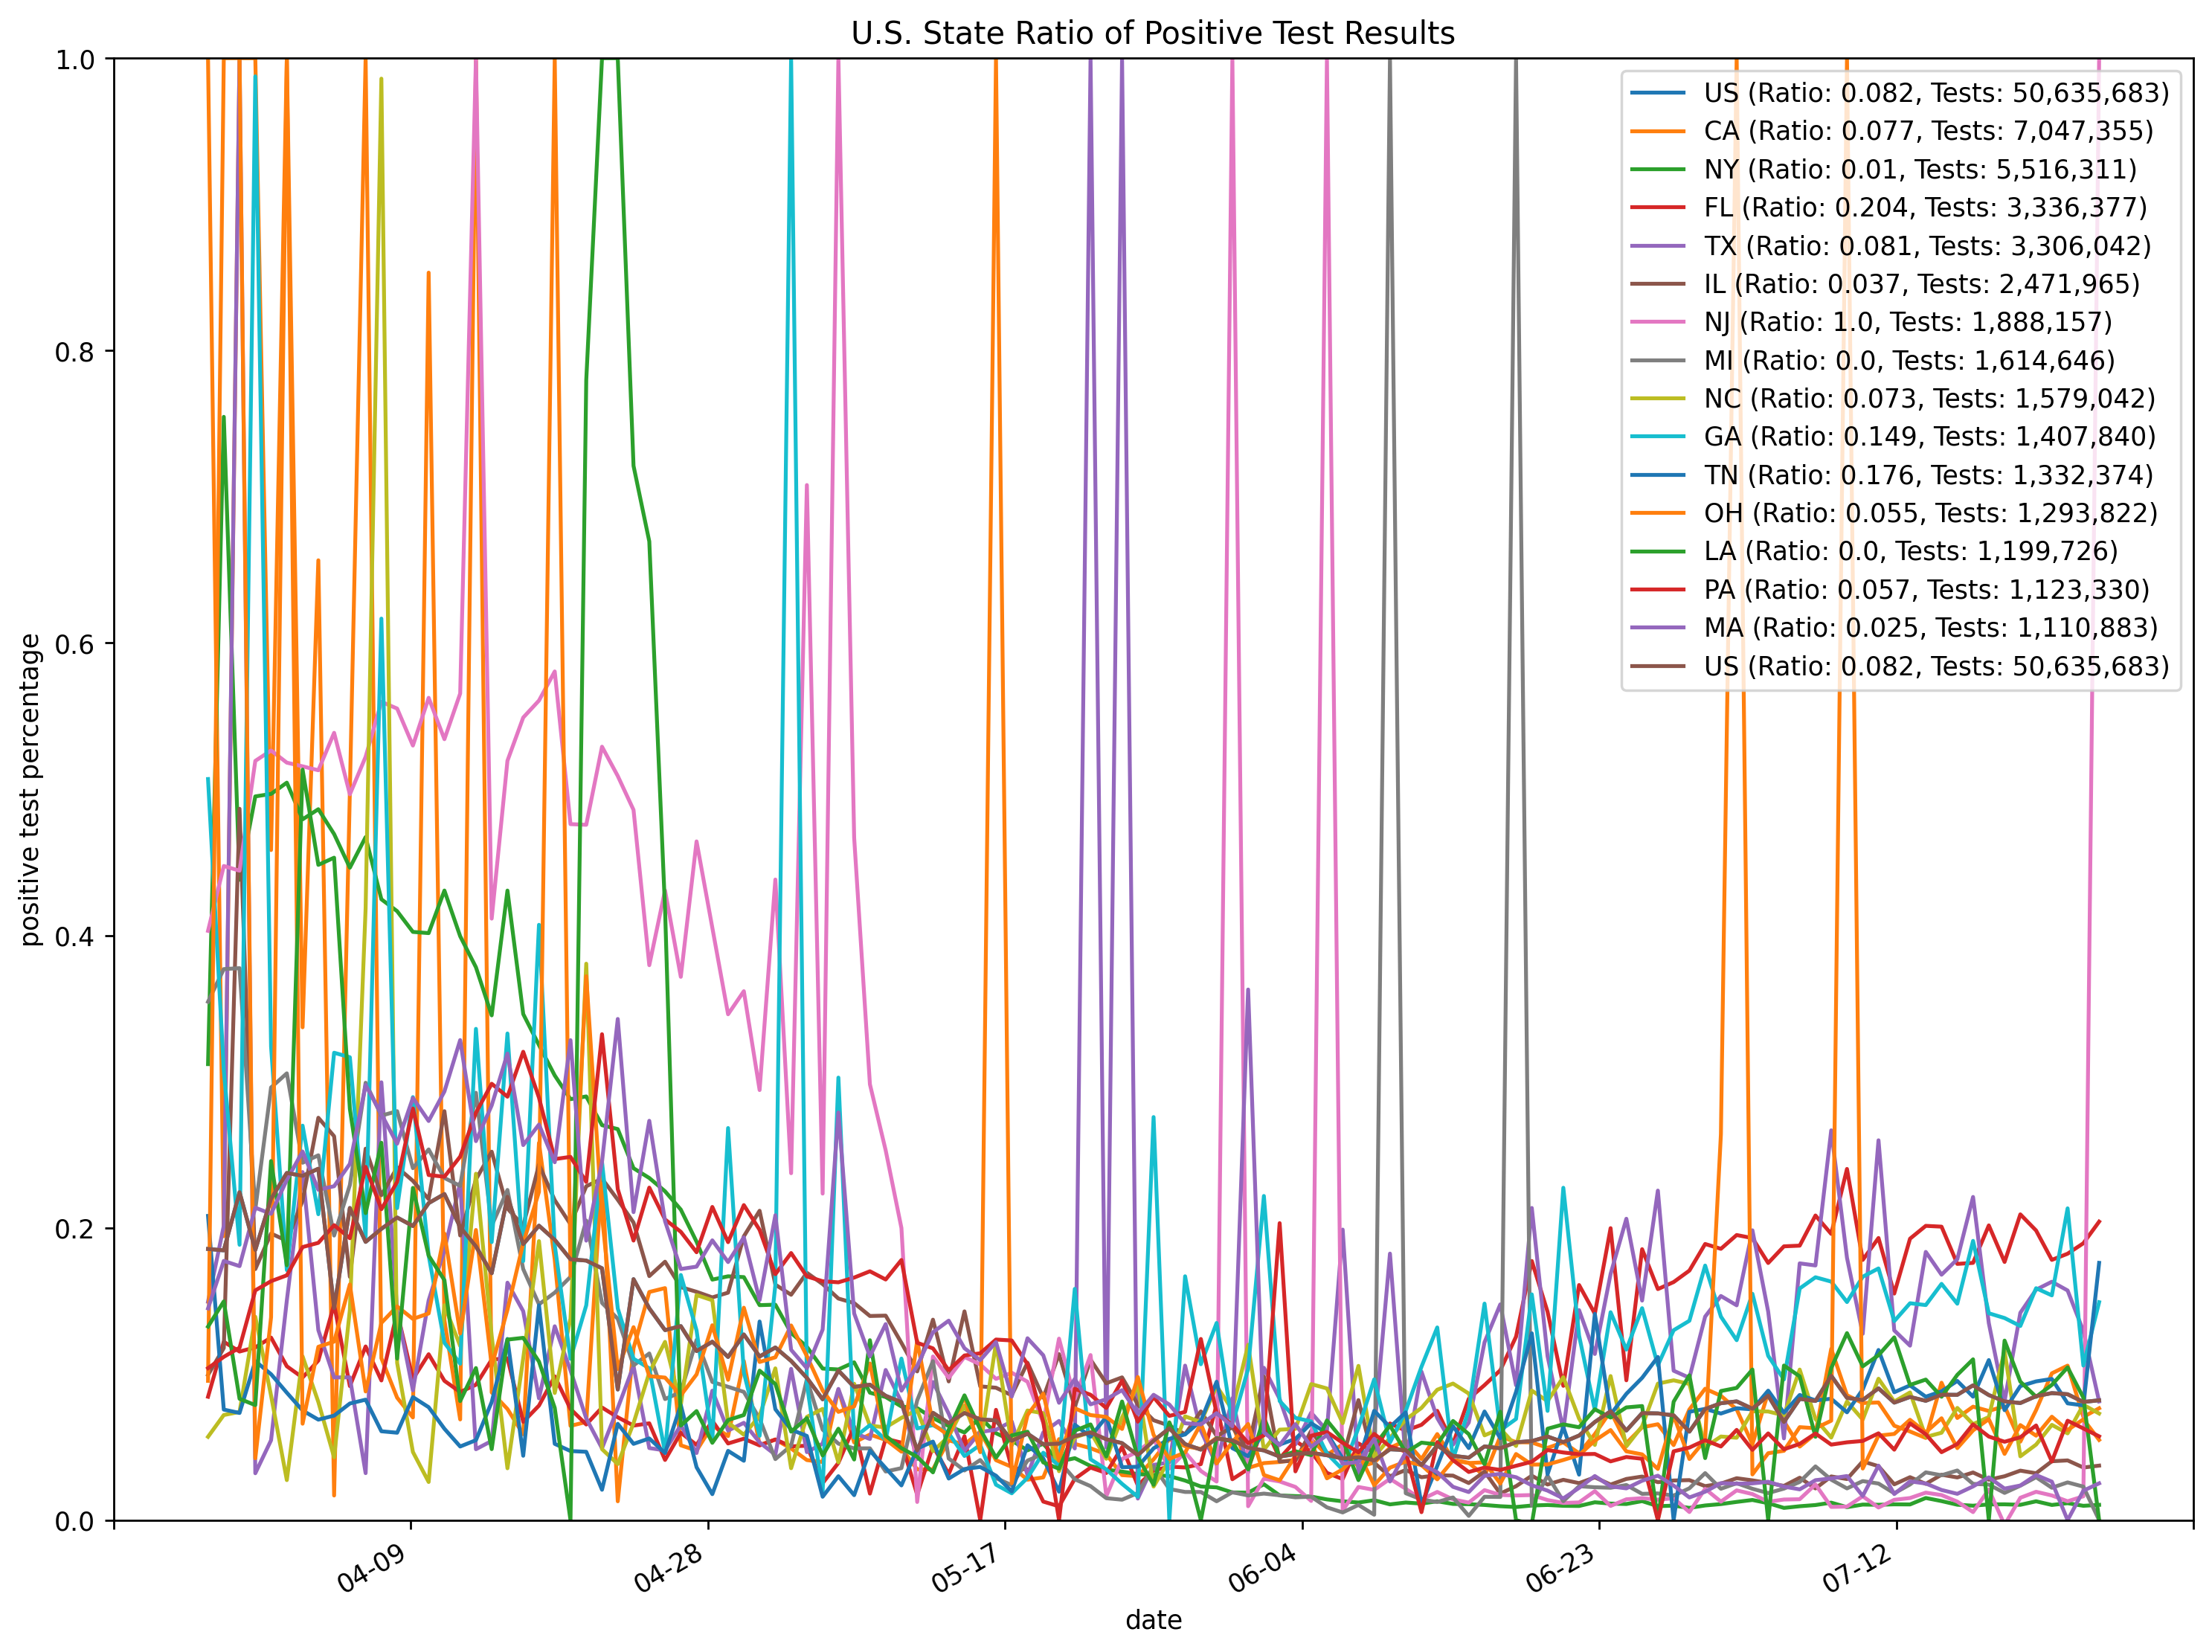 U.S. State Ratio of Positive Test Results
1.0
0.8
0.6
0.4
0.2
0.0
positive test percentage
US (Ratio: 0.082, Tests: 50,635,683)
CA (Ratio: 0.077, Tests: 7,047,355)
NY (Ratio: 0.01, Tests: 5,516,311)
FL (Ratio: 0.204, Tests: 3,336,377)
TX (Ratio: 0.081, Tests: 3,306,042)
IL (Ratio: 0.037, Tests: 2,471,965)
NJ (Ratio: 1.0, Tests: 1,888,157)
MI (Ratio: 0.0, Tests: 1,614,646)
NC (Ratio: 0.073, Tests: 1,579,042)
GA (Ratio: 0.149, Tests: 1,407,840)
TN (Ratio: 0.176, Tests: 1,332,374)
OH (Ratio: 0.055, Tests: 1,293,822)
LA (Ratio: 0.0, Tests: 1,199,726)
PA (Ratio: 0.057, Tests: 1,123,330)
MA (Ratio: 0.025, Tests: 1,110,883)
US (Ratio: 0.082, Tests: 50,635,683)
04-09
04-28
05-17
06-04
06-23
07-12
date